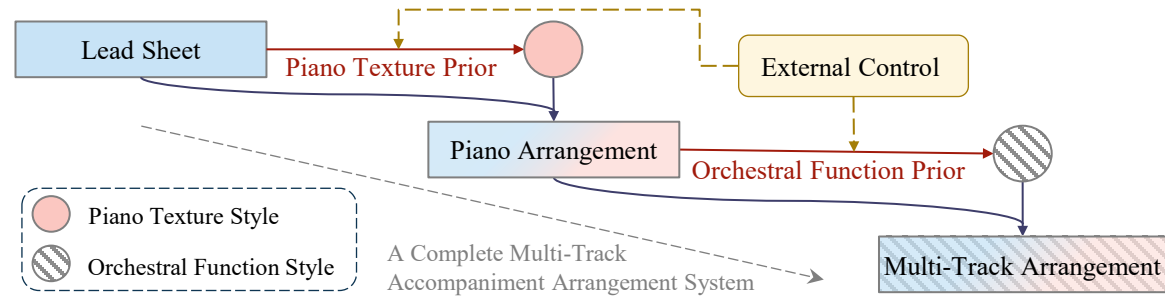 Lead Sheet
Piano Texture Prior
External Control
Piano Arrangement
Orchestral Function Prior
Piano Texture Style
Orchestral Function Style
A Complete Multi-Track
Accompaniment Arrangement System
Multi-Track Arrangement